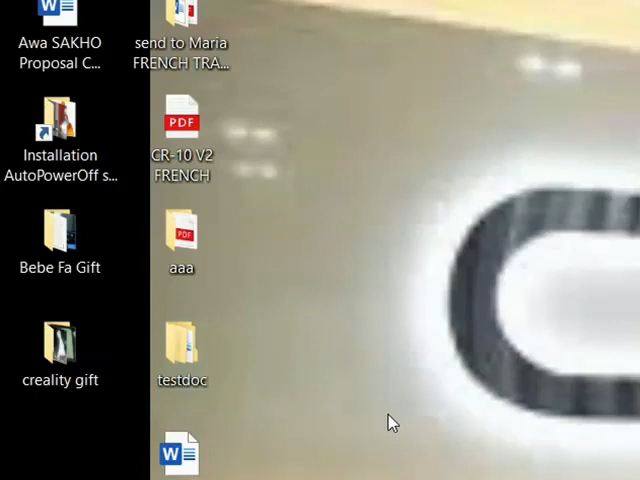 Awa SAKHO
Proposal C...
send to Maria
FRENCH TRA...
Installation
AutoPowerOff s...
PDF
CR-10 V2
FRENCH
Bebe Fa Gift
PDF
aaa
creality gift
testdoc
W